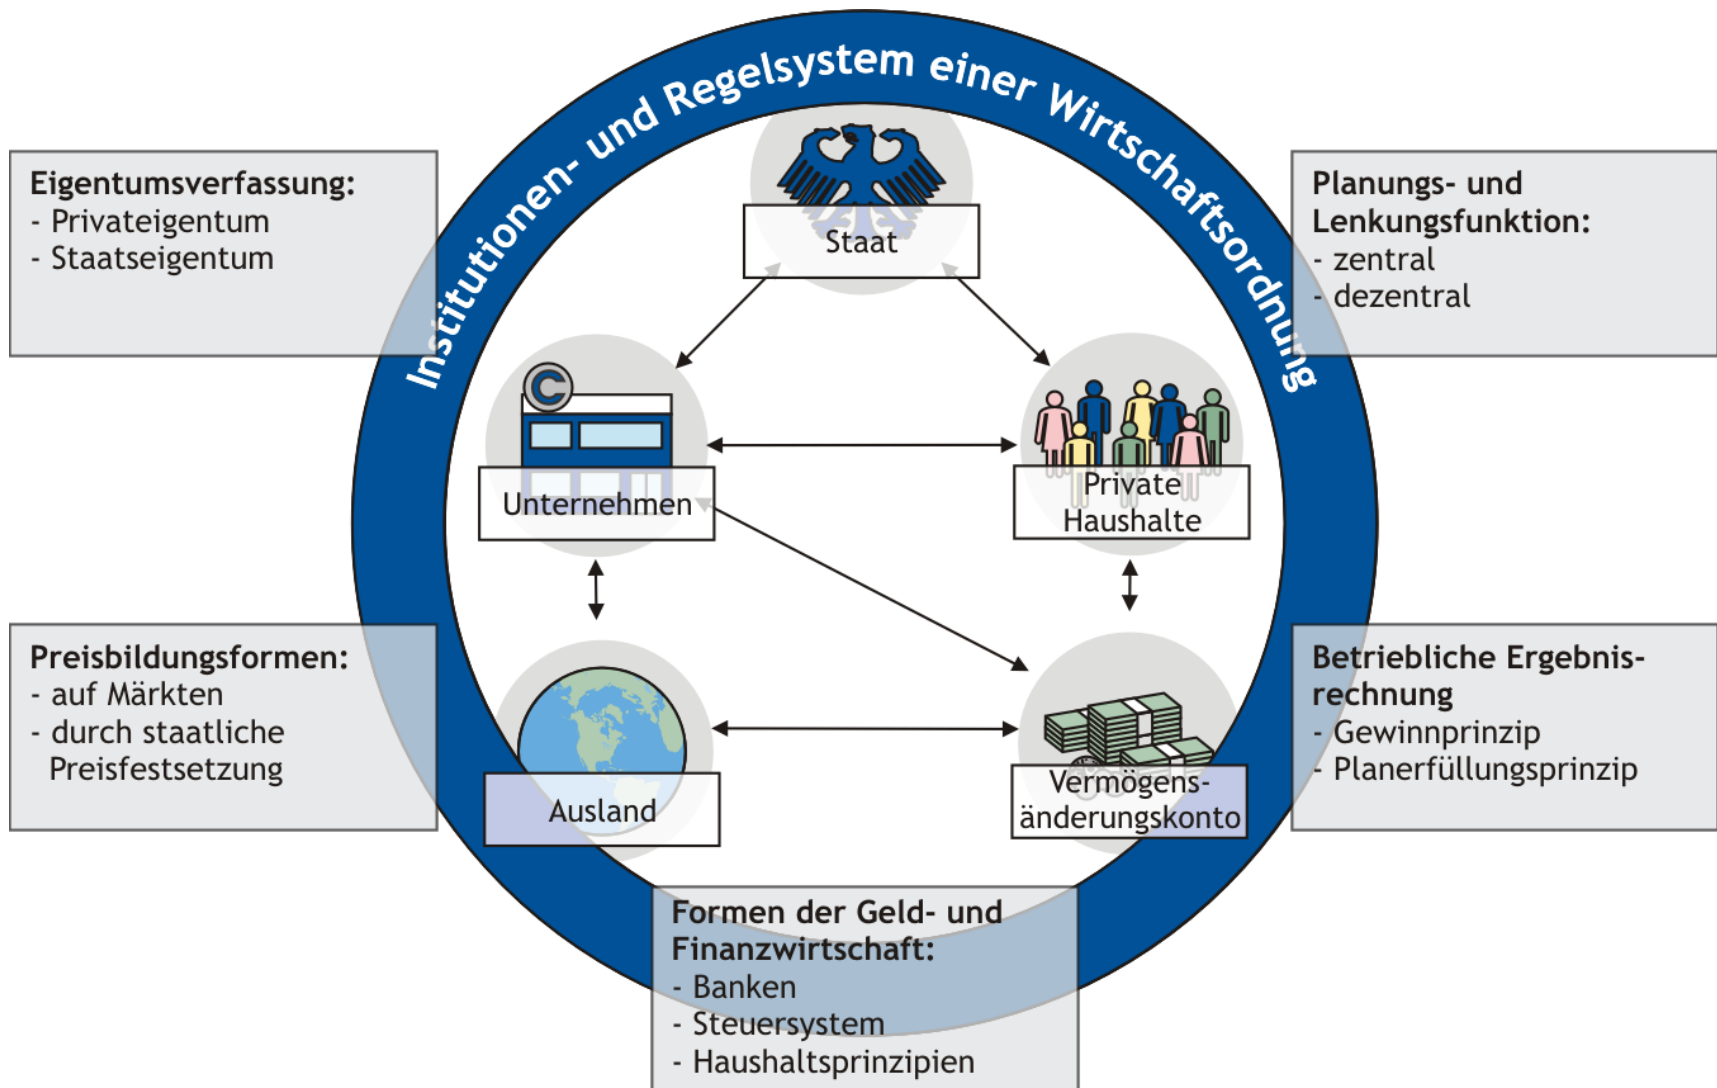 Institutionen- und Regelsystem einer Wirtschaftsordnung
Eigentumsverfassung:
- Privateigentum
- Staatseigentum
Planungs- und
Lenkungsfunktion:
- zentral
- dezentral
Staat
C
Unternehmen
Private
Haushalte
Preisbildungsformen:
- auf Märkten
- durch staatliche
Preisfestsetzung
Betriebliche Ergebnis-
rechnung
- Gewinnprinzip
- Planerfüllungsprinzip
Ausland
Vermögens-
änderungskonto
Formen der Geld- und
Finanzwirtschaft:
- Banken
- Steuersystem
- Haushaltsprinzipien